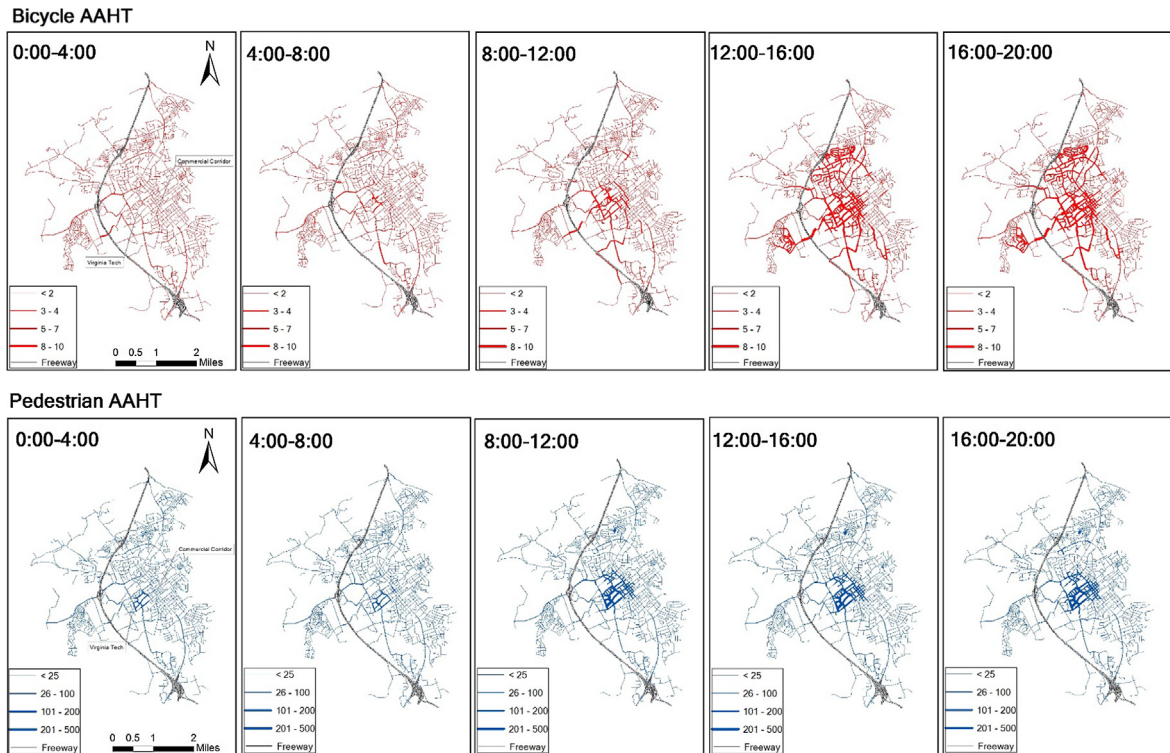 Bicycle AAHT
0:00-4:00
N
Commercial Corridor
Virginia Tech
< 2
3 - 4
5 - 7
8 - 10
Freeway
0 0.5 1 2
Miles
4:00-8:00
< 2
3 - 4
5 - 7
8 - 10
Freeway
8:00-12:00
< 2
3 - 4
5 - 7
8 - 10
Freeway
12:00-16:00
< 2
3 - 4
5 - 7
8 - 10
Freeway
16:00-20:00
< 2
3 - 4
5 - 7
8 - 10
Freeway
Pedestrian AAHT
0:00-4:00
N
Commercial Corridor
Virginia Tech
< 25
26 - 100
101 - 200
201 - 500
Freeway
0 0.5 1 2
Miles
4:00-8:00
< 25
26 - 100
101 - 200
201 - 500
Freeway
8:00-12:00
< 25
26 - 100
101 - 200
201 - 500
Freeway
12:00-16:00
< 25
26 - 100
101 - 200
201 - 500
Freeway
16:00-20:00
< 25
26 - 100
101 - 200
201 - 500
Freeway